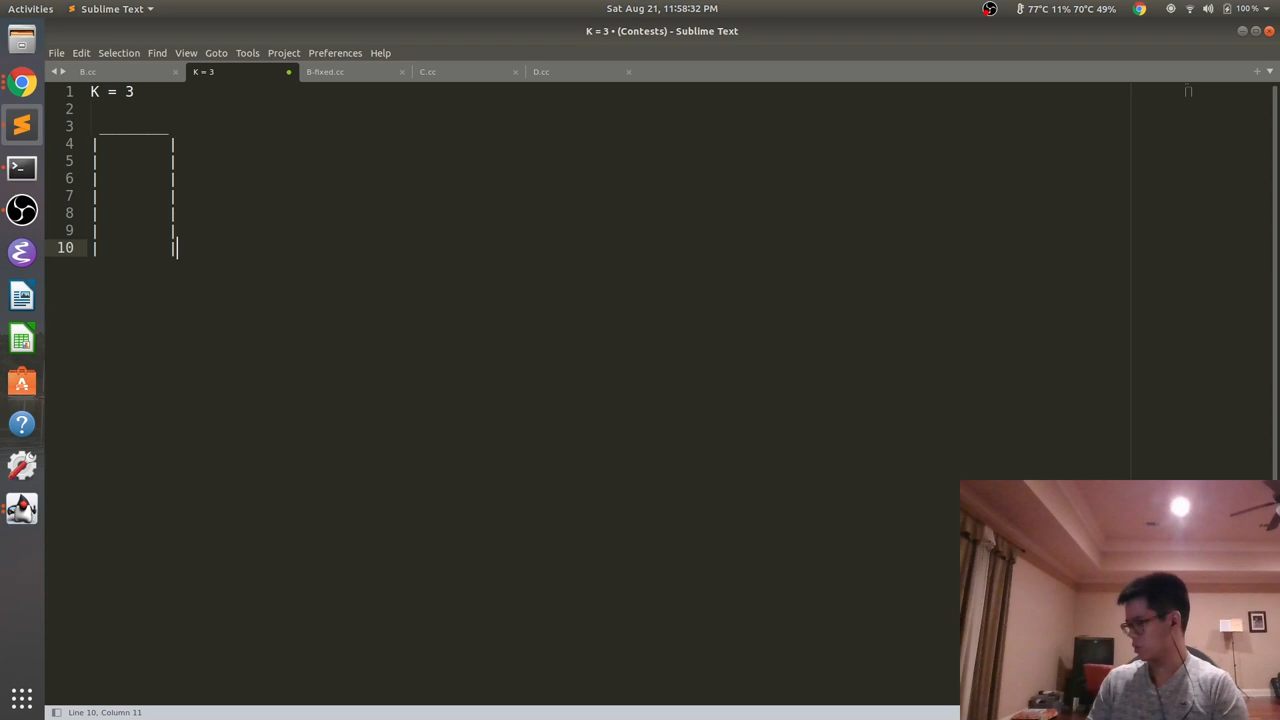 Activities Sublime Text Sat Aug 21, 11:58:32 PM 77°C 11% 70°C 49% 100 %
K = 3 • (Contests) - Sublime Text
File Edit Selection Find View Goto Tools Project Preferences Help
B.cc K = 3 B-fixed.cc C.cc D.cc
1 K = 3
2
3 _________
4 | |
5 | |
6 | |
7 | |
8 | |
9 | |
10 | |
Line 10, Column 11